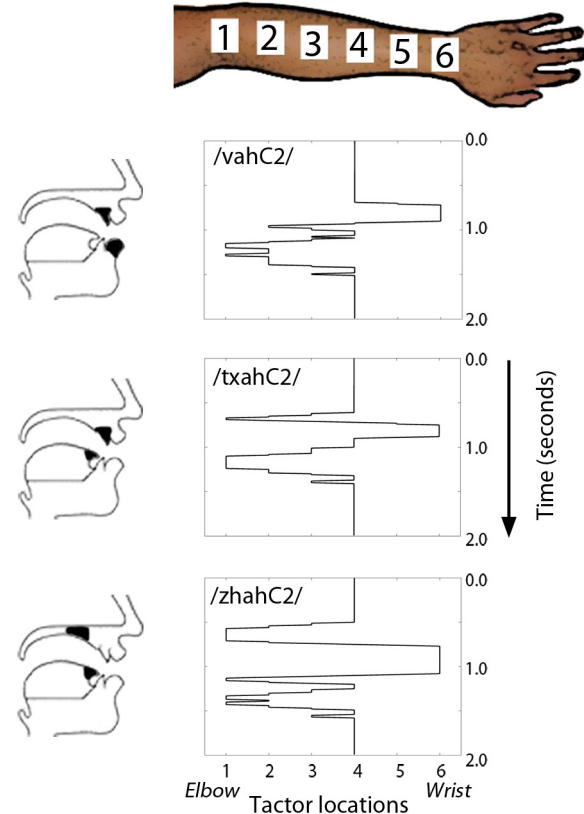 1 2 3 4 5 6
/vahC2/
0.0
1.0
2.0
/txahC2/
0.0
1.0
2.0
Time (seconds)
/zhahC2/
0.0
1.0
2.0
1 2 3 4 5 6
Elbow Wrist
Tactor locations